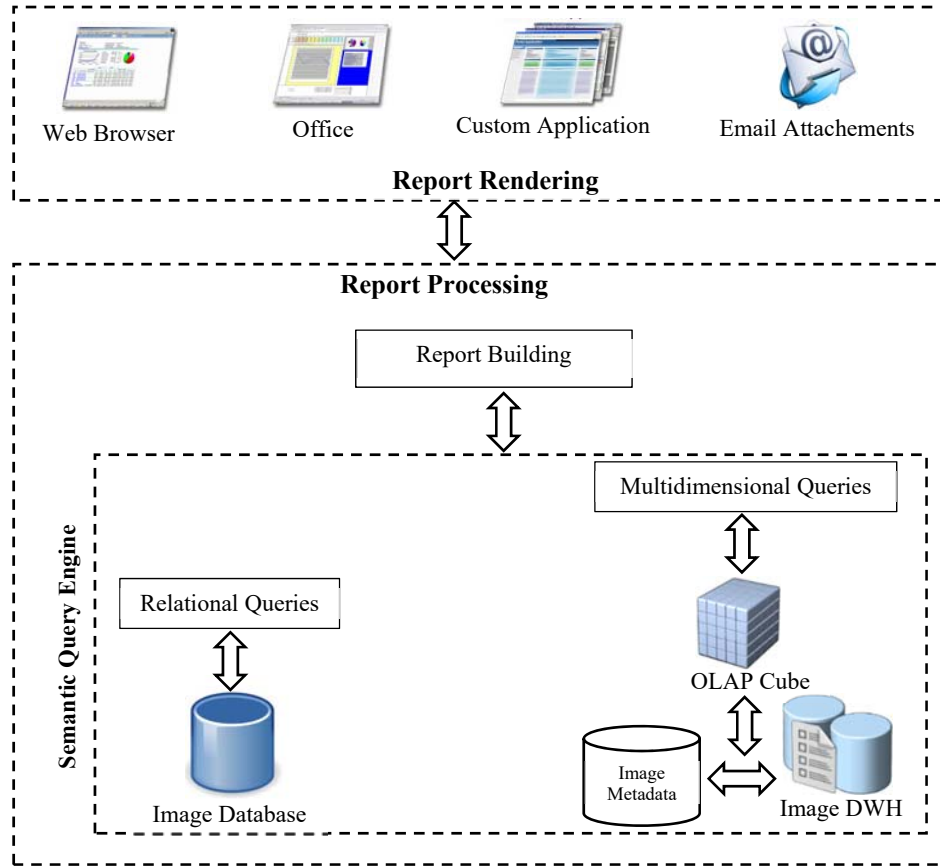 Web Browser
Office
Custom Application
Email Attachements
Report Rendering
Report Processing
Report Building
Semantic Query Engine
Multidimensional Queries
Relational Queries
OLAP Cube
Image Database
Image
Metadata
Image DWH